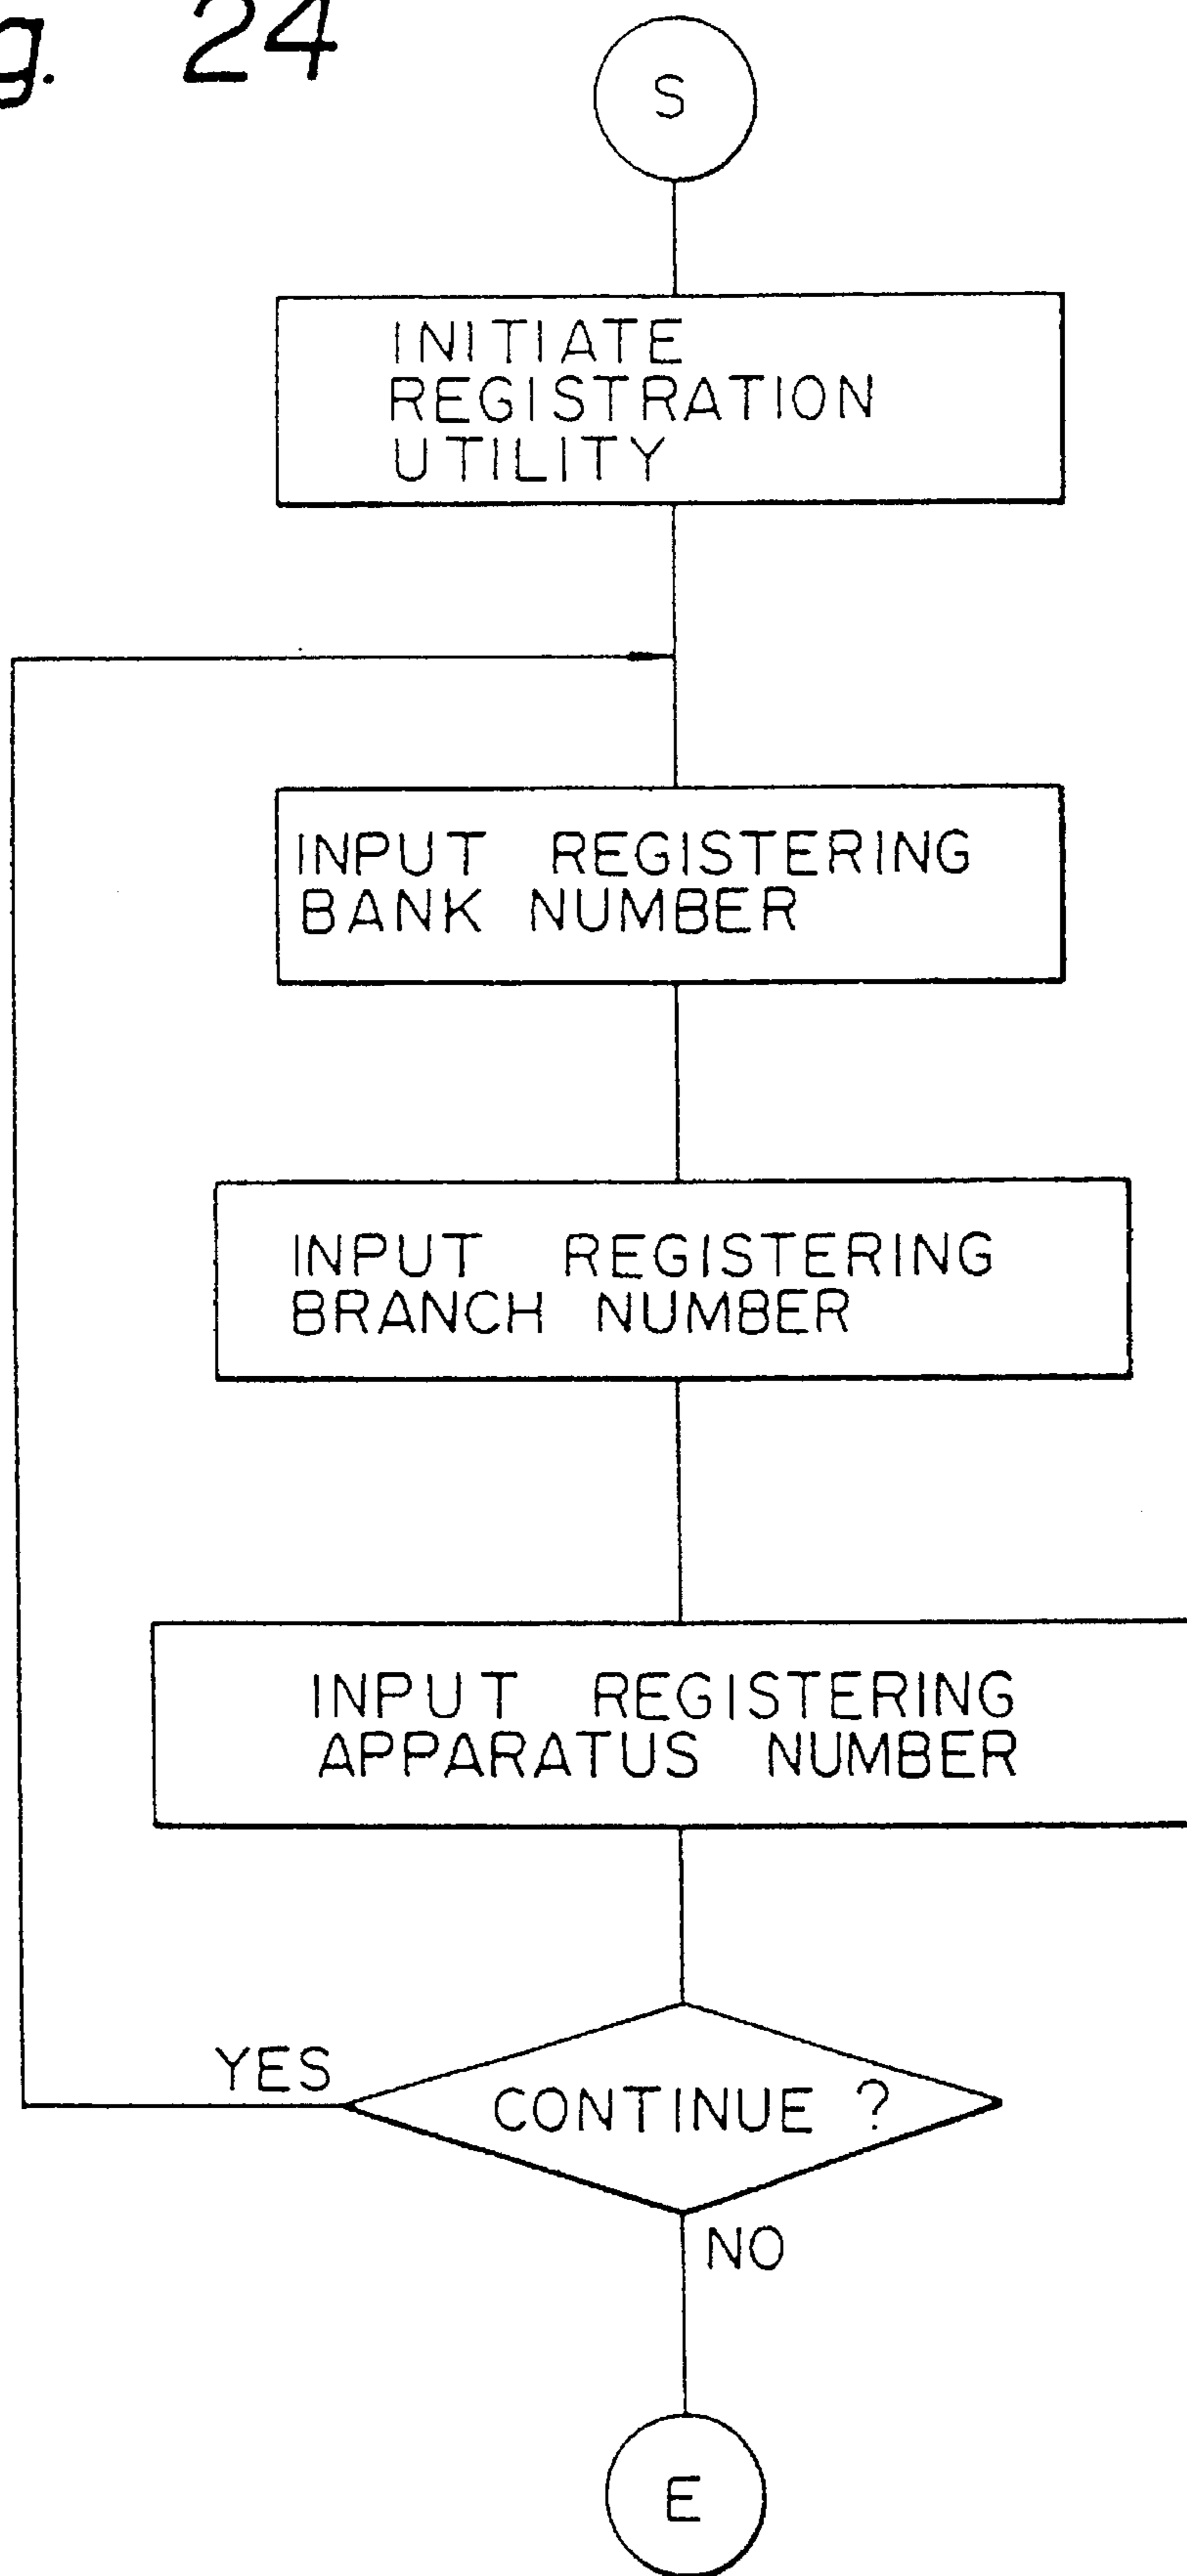 g. 24
S
INITIATE
REGISTRATION
UTILITY
INPUT REGISTERING
BANK NUMBER
INPUT REGISTERING
BRANCH NUMBER
INPUT REGISTERING
APPARATUS NUMBER
YES
CONTINUE ?
NO
E